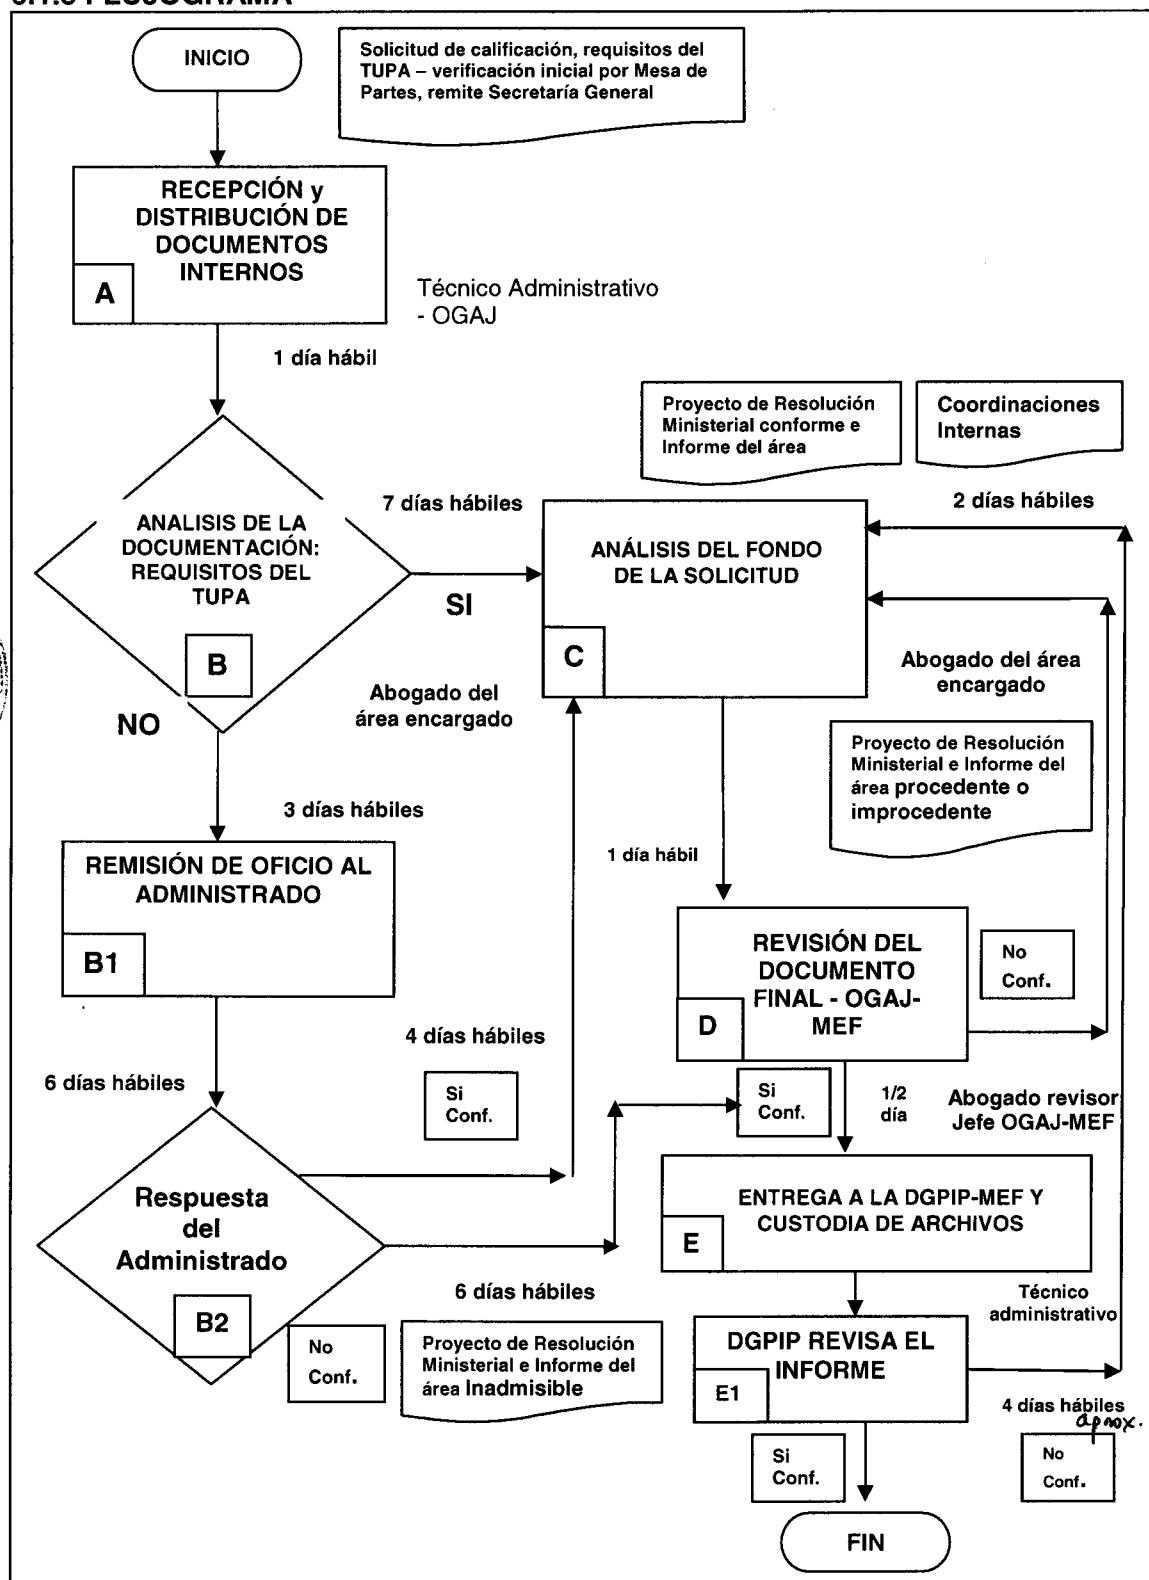 INICIO
Solicitud de calificación, requisitos del
TUPA – verificación inicial por Mesa de
Partes, remite Secretaría General
RECEPCIÓN y
DISTRIBUCIÓN DE
DOCUMENTOS
INTERNOS
A
Técnico Administrativo
- OGAJ
1 día hábil
Proyecto de Resolución
Ministerial conforme e
Informe del área
Coordinaciones
Internas
7 días hábiles
2 días hábiles
ANALISIS DE LA
DOCUMENTACIÓN:
REQUISITOS DEL
TUPA
B
SI
ANÁLISIS DEL FONDO
DE LA SOLICITUD
C
Abogado del
área encargado
Abogado del área
encargado
NO
Proyecto de Resolución
Ministerial e Informe del
área procedente o
improcedente
3 días hábiles
1 día hábil
REMISIÓN DE OFICIO AL
ADMINISTRADO
B1
REVISIÓN DEL
DOCUMENTO
FINAL - OGAJ-
MEF
D
No
Conf.
4 días hábiles
6 días hábiles
Si
Conf.
Si
Conf.
1/2
día
Abogado revisor
Jefe OGAJ-MEF
Respuesta
del
Administrado
B2
ENTREGA A LA DGPIP-MEF Y
CUSTODIA DE ARCHIVOS
E
6 días hábiles
Técnico
administrativo
No
Conf.
Proyecto de Resolución
Ministerial e Informe del
área Inadmisible
DGPIP REVISA EL
INFORME
E1
4 días hábiles
aprox.
Si
Conf.
No
Conf.
FIN